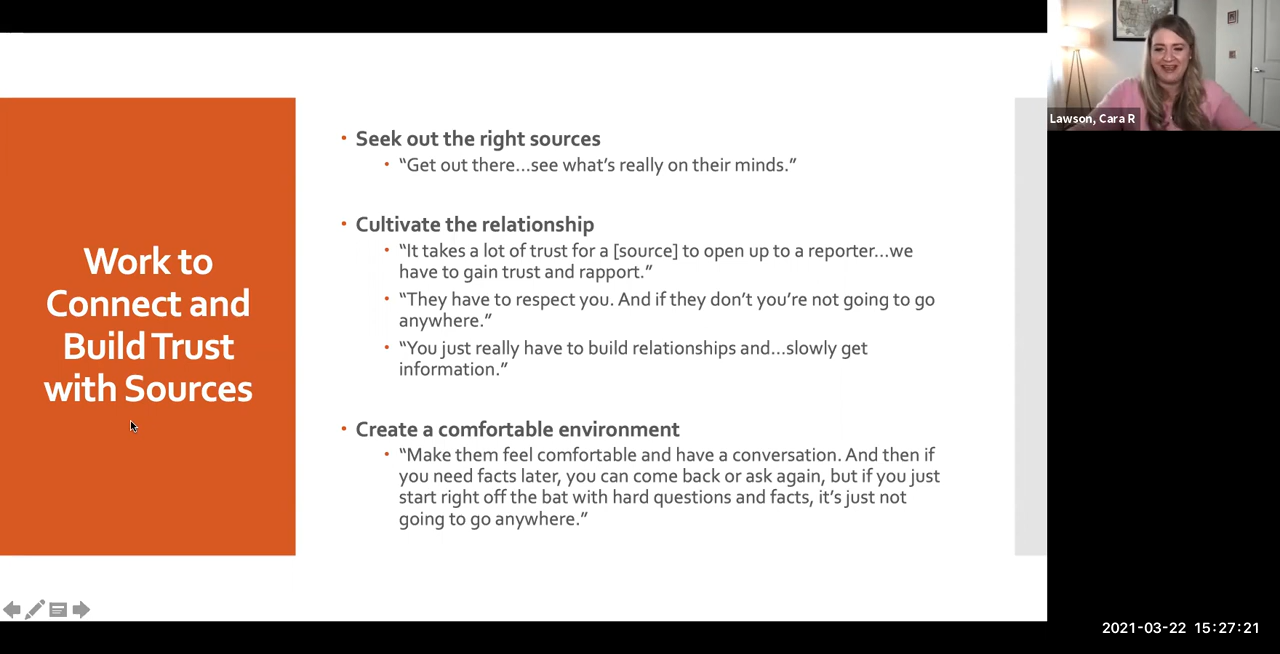 Work to
Connect and
Build Trust
with Sources
• Seek out the right sources
• “Get out there…see what’s really on their minds.”
• Cultivate the relationship
• “It takes a lot of trust for a [source] to open up to a reporter…we
have to gain trust and rapport.”
• “They have to respect you. And if they don’t you’re not going to go
anywhere.”
• “You just really have to build relationships and…slowly get
information.”
• Create a comfortable environment
• “Make them feel comfortable and have a conversation. And then if
you need facts later, you can come back or ask again, but if you just
start right off the bat with hard questions and facts, it’s just not
going to go anywhere.”
Lawson, Cara R
2021-03-22 15:27:21